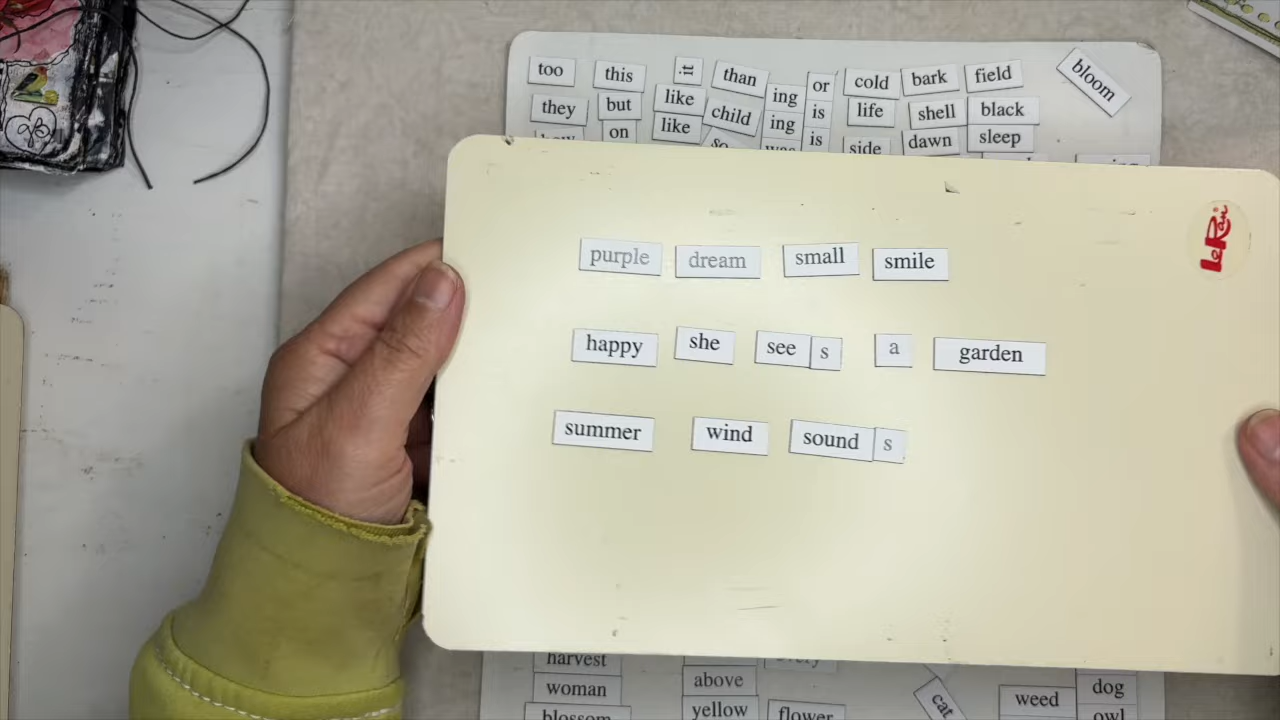 too this it than ing or cold bark field bloom
they but like child ing is life shell black
on like is side dawn sleep
LeRan
purple dream small smile
happy she see s a garden
summer wind sound s
harvest
woman above cat weed dog
blossom yellow flower owl